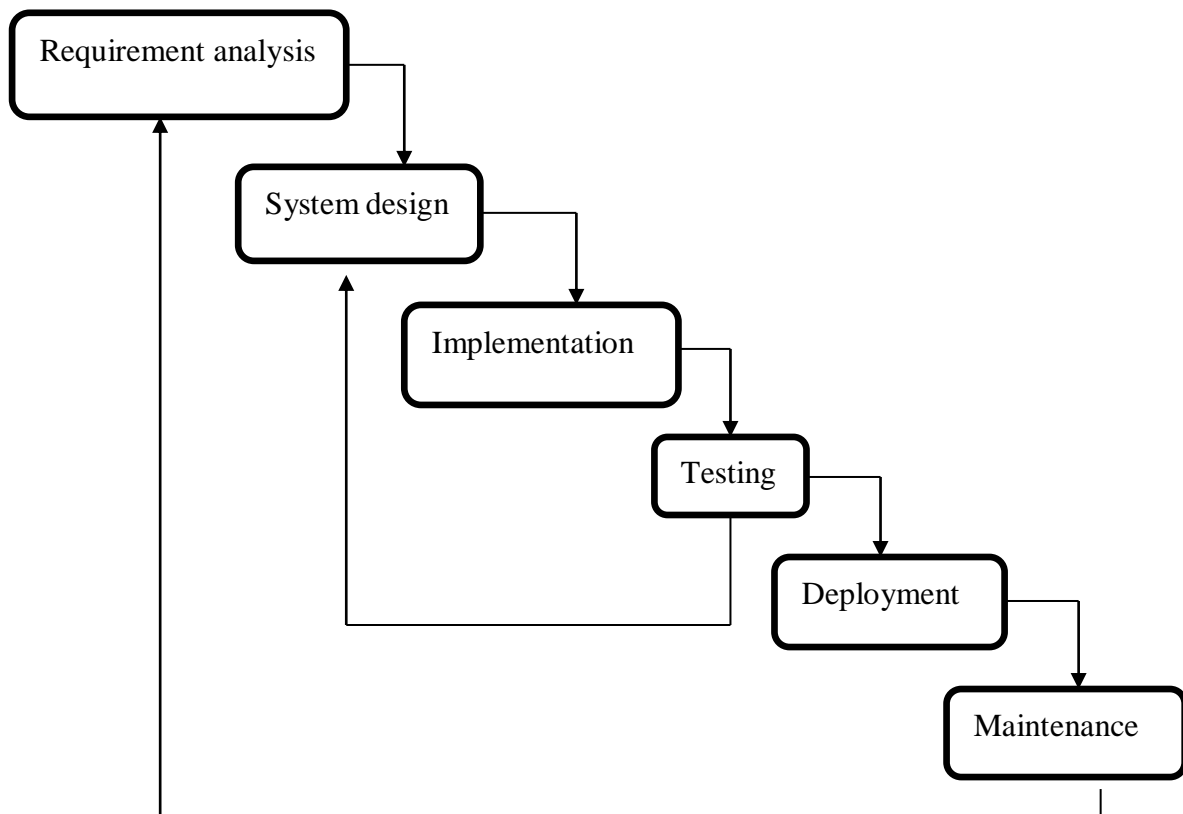 Requirement analysis
System design
Implementation
Testing
Deployment
Maintenance